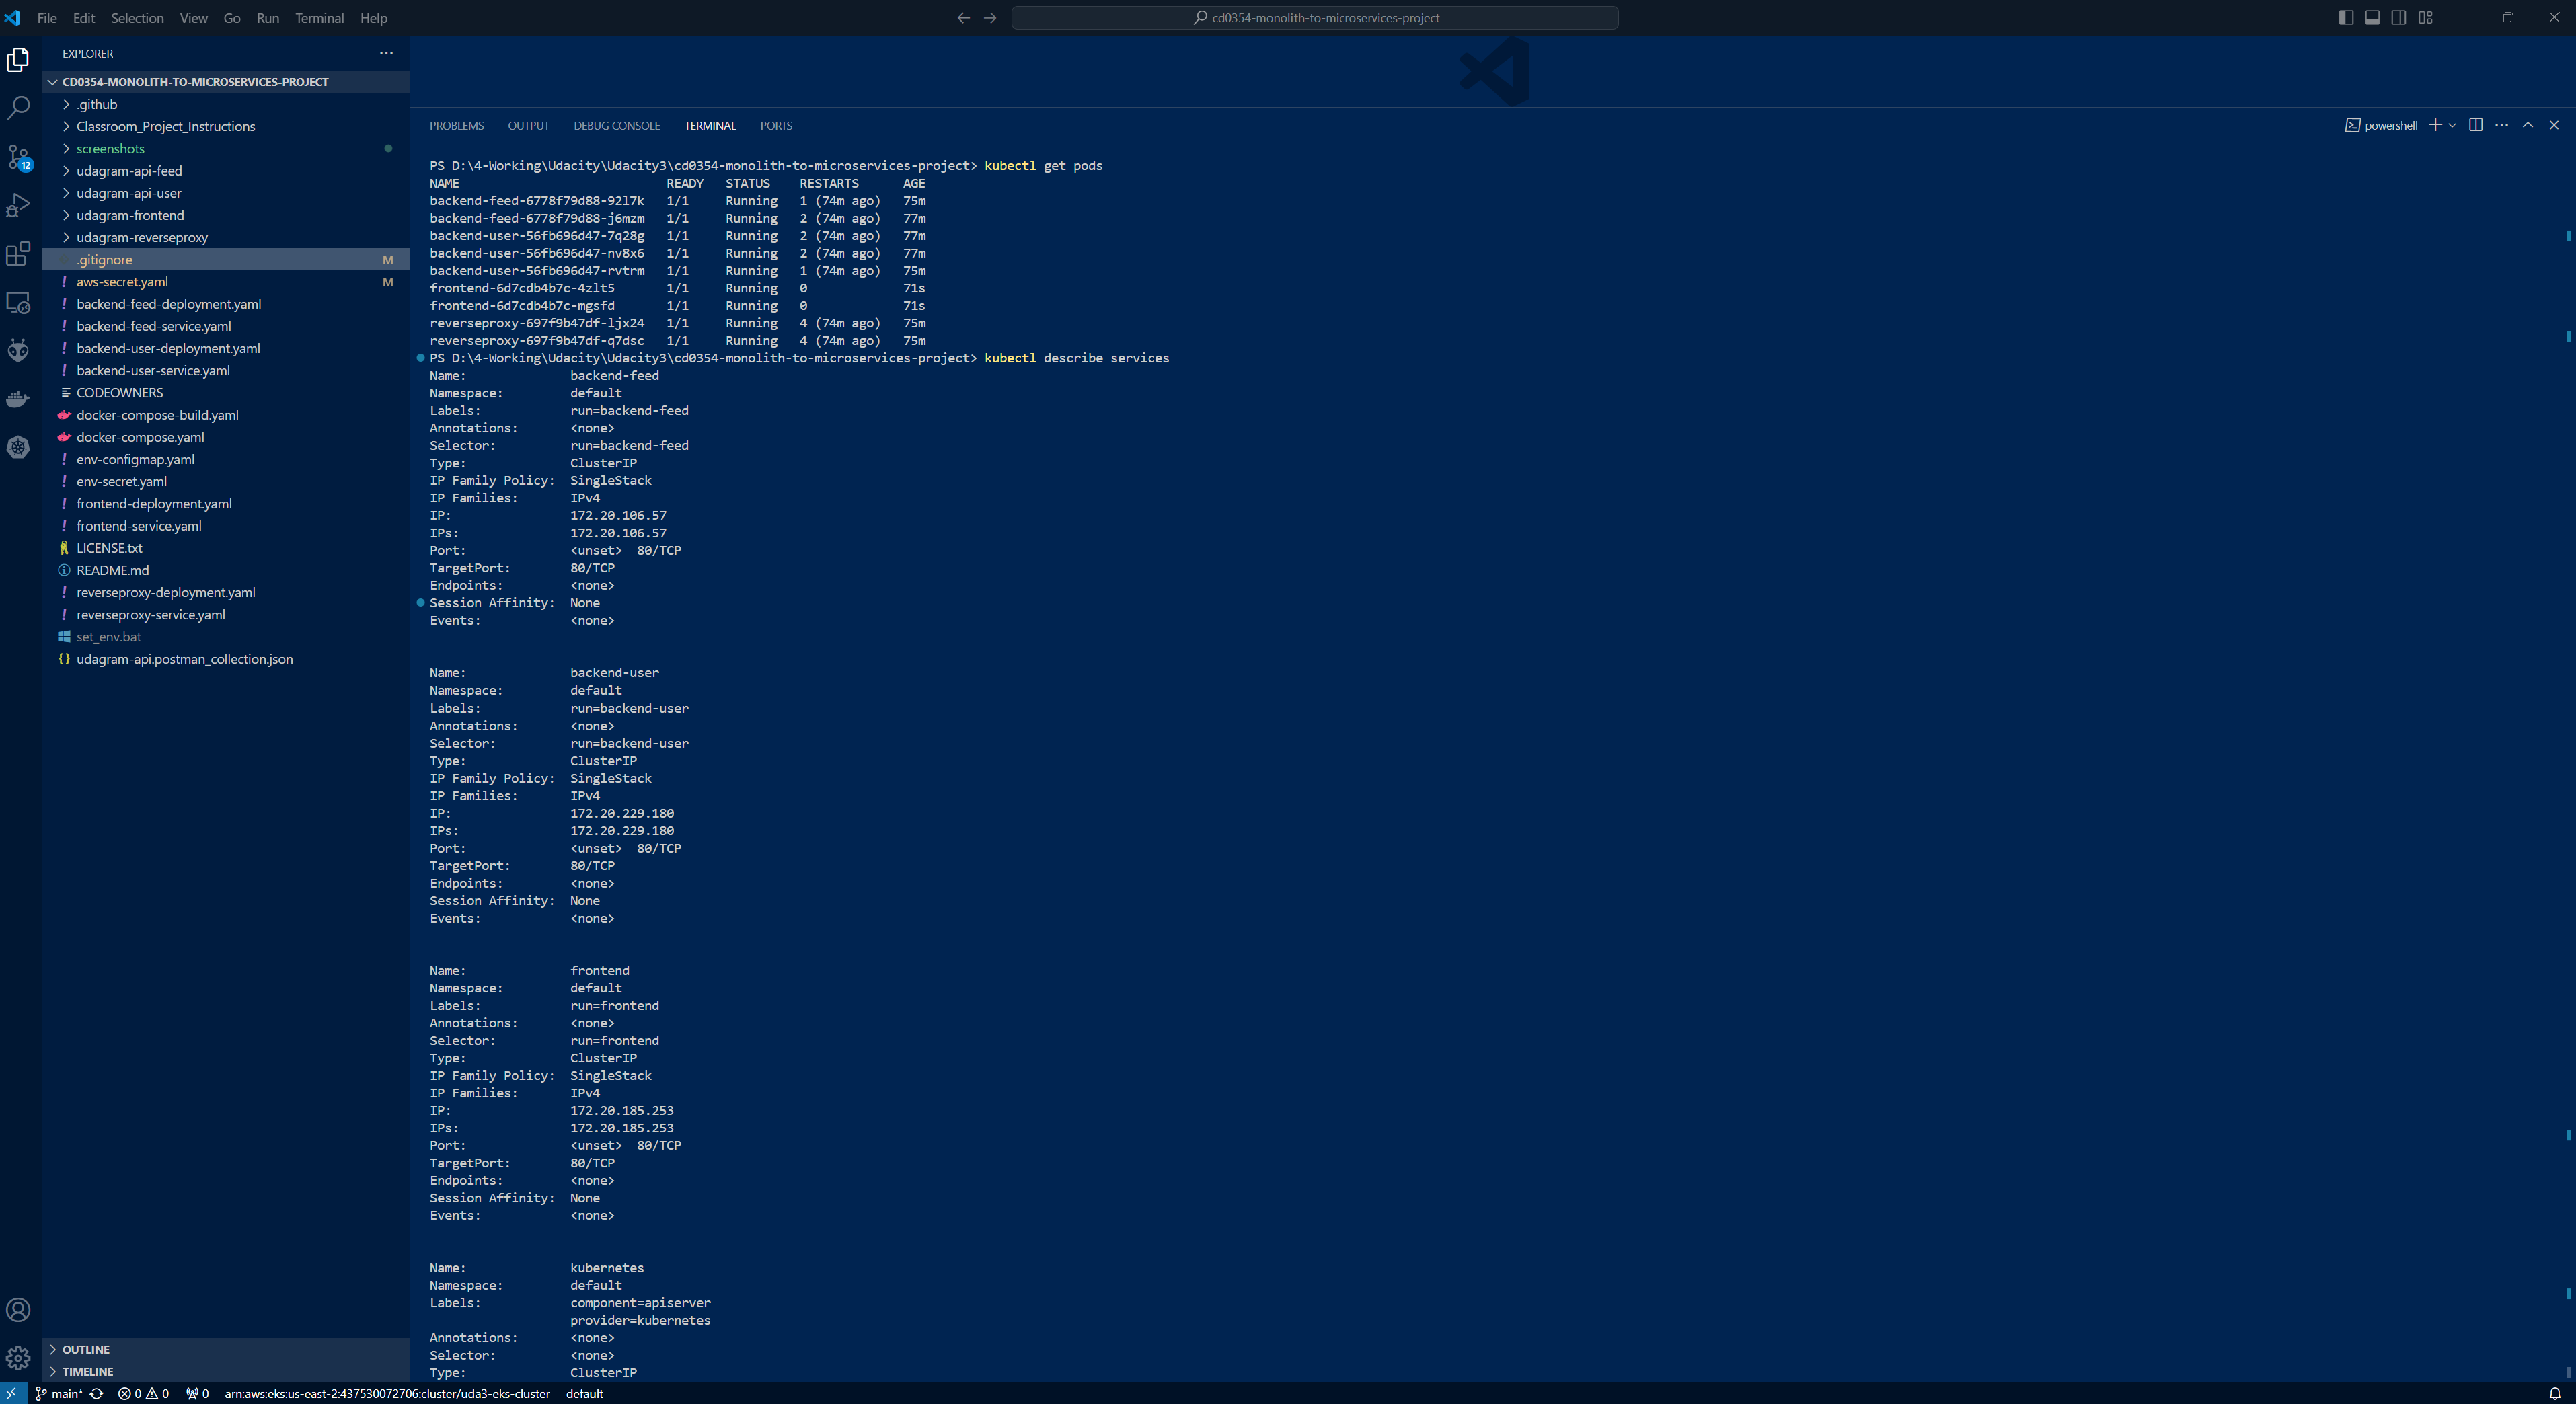 File Edit Selection View Go Run Terminal Help
cd0354-monolith-to-microservices-project
EXPLORER
CD0354-MONOLITH-TO-MICROSERVICES-PROJECT
.github
Classroom_Project_Instructions
screenshots
udagram-api-feed
udagram-api-user
udagram-frontend
udagram-reverseproxy
.gitignore M
aws-secret.yaml M
backend-feed-deployment.yaml
backend-feed-service.yaml
backend-user-deployment.yaml
backend-user-service.yaml
CODEOWNERS
docker-compose-build.yaml
docker-compose.yaml
env-configmap.yaml
env-secret.yaml
frontend-deployment.yaml
frontend-service.yaml
LICENSE.txt
README.md
reverseproxy-deployment.yaml
reverseproxy-service.yaml
set_env.bat
udagram-api.postman_collection.json
OUTLINE
TIMELINE
12
PROBLEMS OUTPUT DEBUG CONSOLE TERMINAL PORTS
powershell
PS D:\4-Working\Udacity\Udacity3\cd0354-monolith-to-microservices-project> kubectl get pods
NAME READY STATUS RESTARTS AGE
backend-feed-6778f79d88-92l7k 1/1 Running 1 (74m ago) 75m
backend-feed-6778f79d88-j6mzm 1/1 Running 2 (74m ago) 77m
backend-user-56fb696d47-7q28g 1/1 Running 2 (74m ago) 77m
backend-user-56fb696d47-nv8x6 1/1 Running 2 (74m ago) 77m
backend-user-56fb696d47-rvtrm 1/1 Running 1 (74m ago) 75m
frontend-6d7cdb4b7c-4zlt5 1/1 Running 0 71s
frontend-6d7cdb4b7c-mgsfd 1/1 Running 0 71s
reverseproxy-697f9b47df-ljx24 1/1 Running 4 (74m ago) 75m
reverseproxy-697f9b47df-q7dsc 1/1 Running 4 (74m ago) 75m
PS D:\4-Working\Udacity\Udacity3\cd0354-monolith-to-microservices-project> kubectl describe services
Name: backend-feed
Namespace: default
Labels: run=backend-feed
Annotations: <none>
Selector: run=backend-feed
Type: ClusterIP
IP Family Policy: SingleStack
IP Families: IPv4
IP: 172.20.106.57
IPs: 172.20.106.57
Port: <unset> 80/TCP
TargetPort: 80/TCP
Endpoints: <none>
Session Affinity: None
Events: <none>
Name: backend-user
Namespace: default
Labels: run=backend-user
Annotations: <none>
Selector: run=backend-user
Type: ClusterIP
IP Family Policy: SingleStack
IP Families: IPv4
IP: 172.20.229.180
IPs: 172.20.229.180
Port: <unset> 80/TCP
TargetPort: 80/TCP
Endpoints: <none>
Session Affinity: None
Events: <none>
Name: frontend
Namespace: default
Labels: run=frontend
Annotations: <none>
Selector: run=frontend
Type: ClusterIP
IP Family Policy: SingleStack
IP Families: IPv4
IP: 172.20.185.253
IPs: 172.20.185.253
Port: <unset> 80/TCP
TargetPort: 80/TCP
Endpoints: <none>
Session Affinity: None
Events: <none>
Name: kubernetes
Namespace: default
Labels: component=apiserver
provider=kubernetes
Annotations: <none>
Selector: <none>
Type: ClusterIP
main* 0 0 0 arn:aws:eks:us-east-2:437530072706:cluster/uda3-eks-cluster default